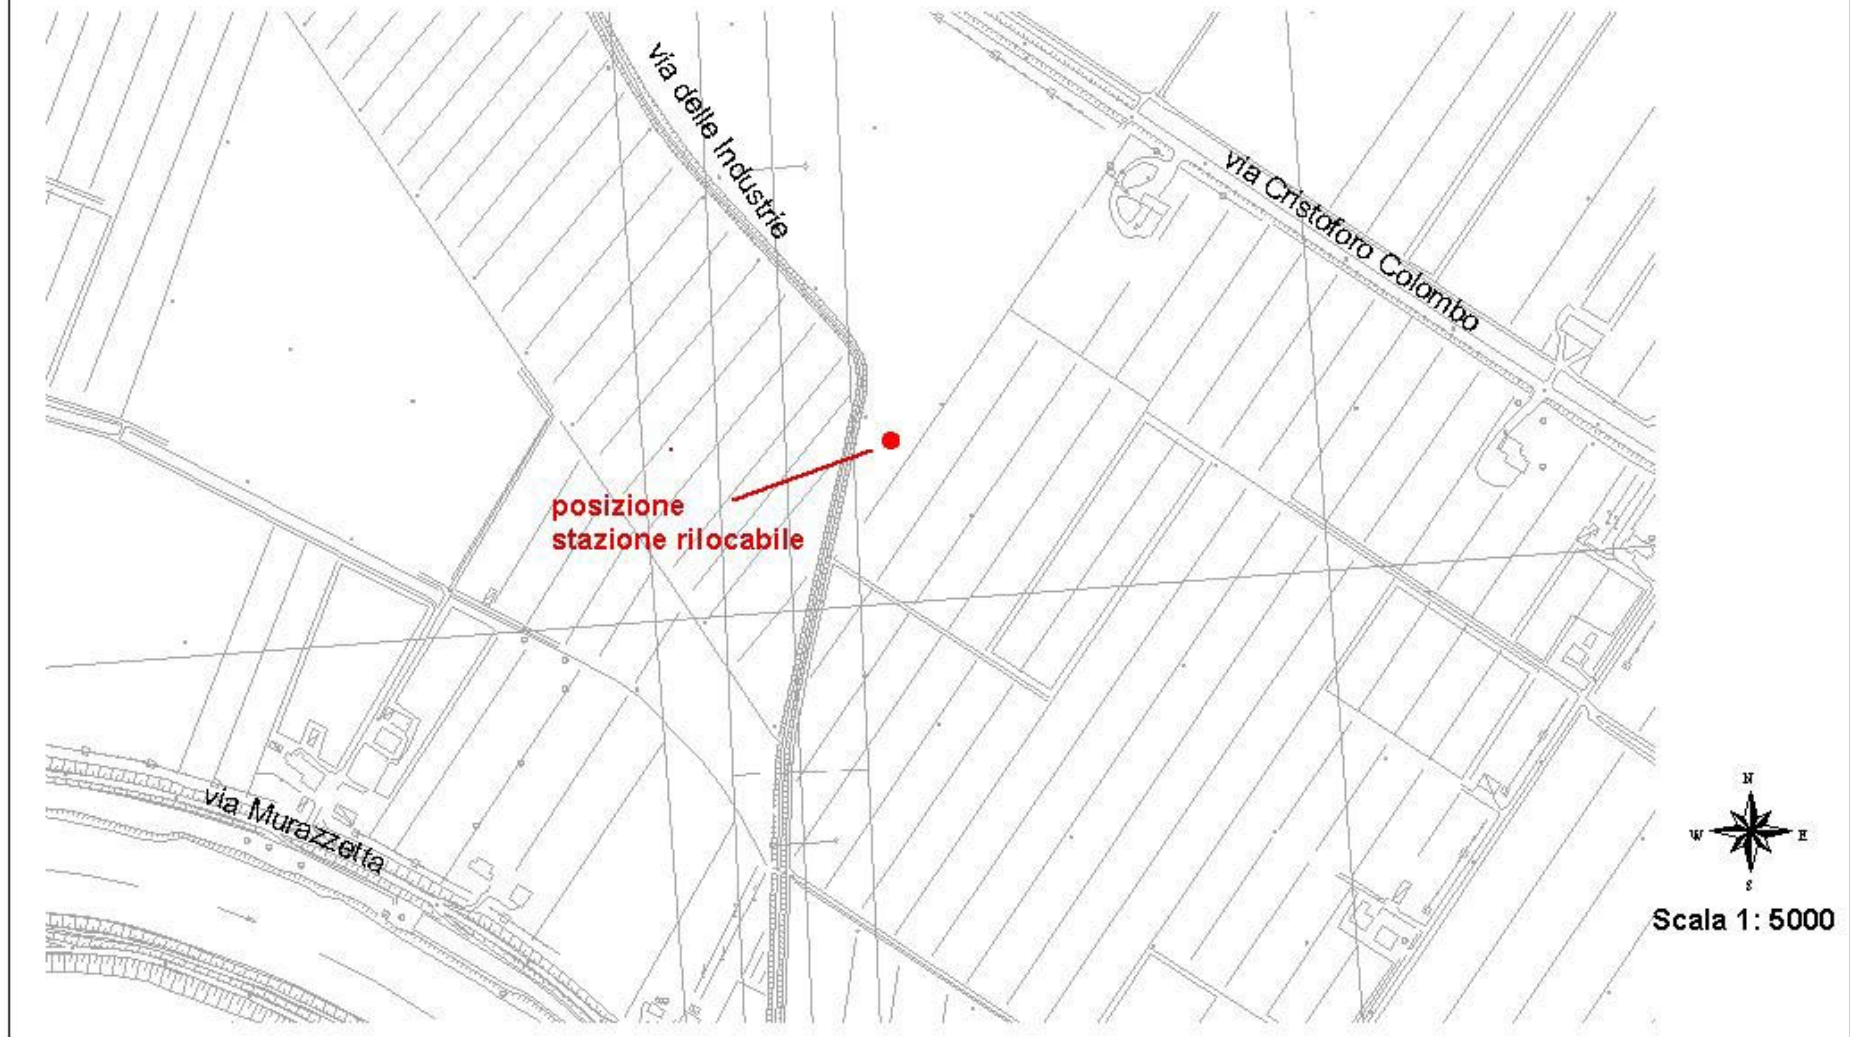 via delle Industrie
via Cristoforo Colombo
posizione
stazione rilocabile
via Murazzetta
N
W E
S
Scala 1: 5000